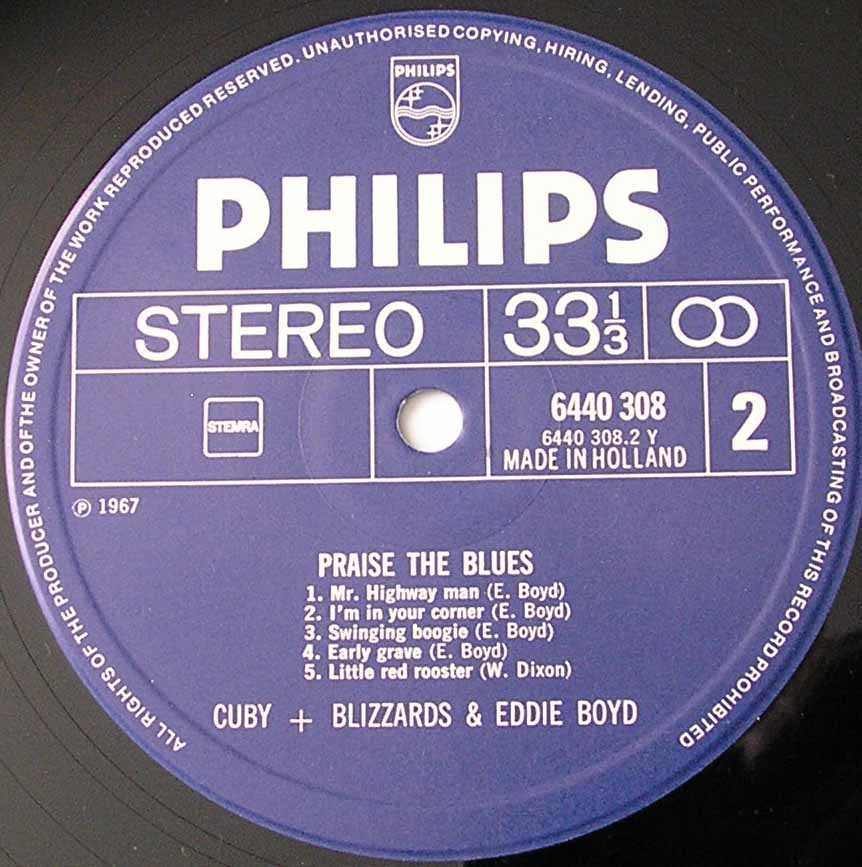 ALL RIGHTS OF THE PRODUCER AND OF THE OWNER OF THE WORK REPRODUCED RESERVED. UNAUTHORISED COPYING, HIRING, LENDING, PUBLIC PERFORMANCE AND BROADCASTING OF THIS RECORD PROHIBITED
PHILIPS
PHILIPS
STEREO 33 1/3
STEMRA
6440 308
6440 308.2 Y
MADE IN HOLLAND
2
℗ 1967
PRAISE THE BLUES
1. Mr. Highway man (E. Boyd)
2. I'm in your corner (E. Boyd)
3. Swinging boogie (E. Boyd)
4. Early grave (E. Boyd)
5. Little red rooster (W. Dixon)
CUBY + BLIZZARDS & EDDIE BOYD